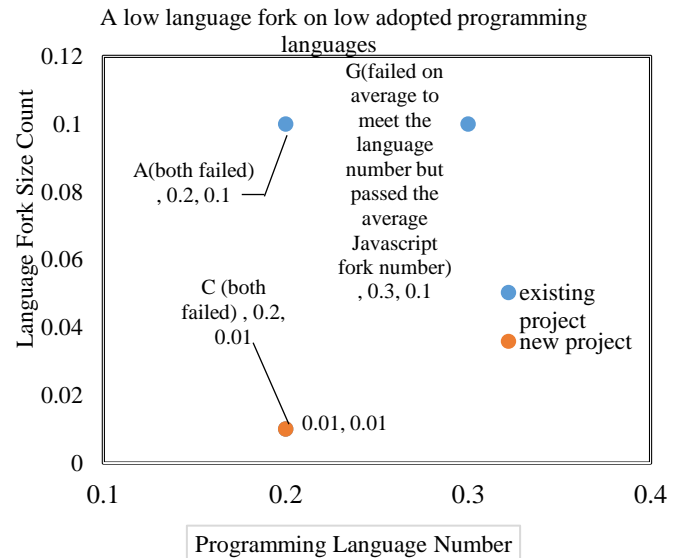 A low language fork on low adopted programming
languages
Language Fork Size Count
0.12
0.1
0.08
0.06
0.04
0.02
0
A(both failed)
, 0.2, 0.1
G(failed on
average to
meet the
language
number but
passed the
average
Javascript
fork number)
, 0.3, 0.1
C (both
failed) , 0.2,
0.01
0.01, 0.01
existing
project
new project
0.1
0.2
0.3
0.4
Programming Language Number